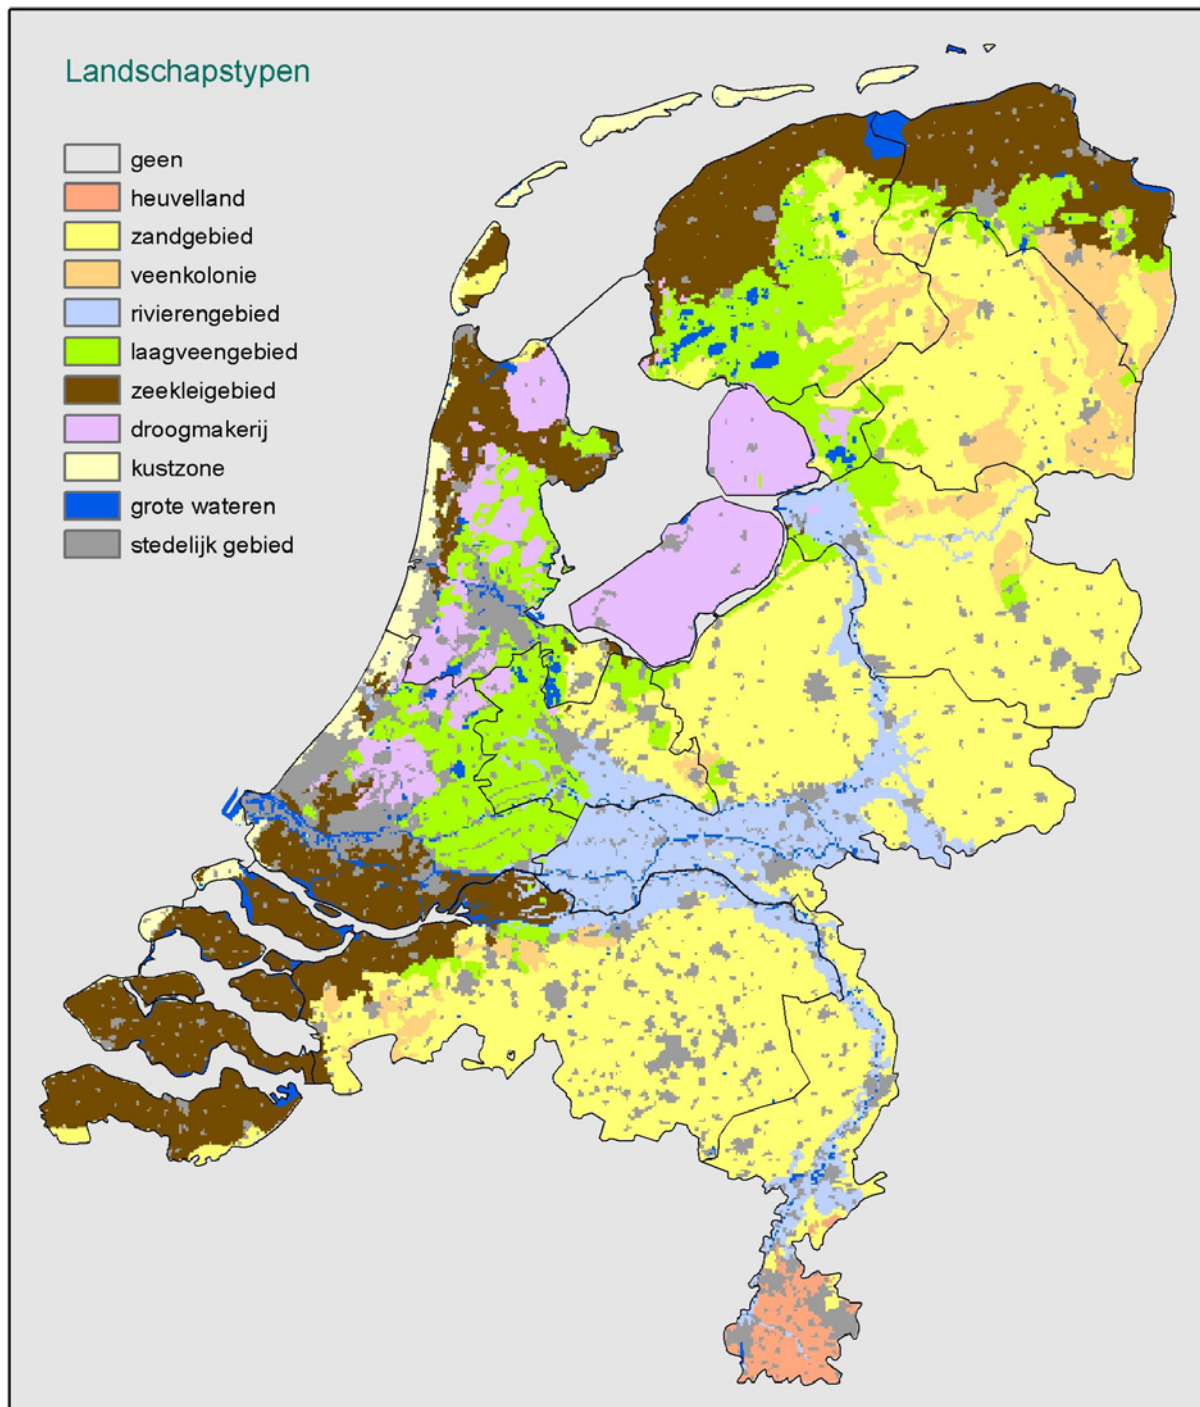 Landschapstypen
geen
heuvelland
zandgebied
veenkolonie
rivierengebied
laagveengebied
zeekleigebied
droogmakerij
kustzone
grote wateren
stedelijk gebied